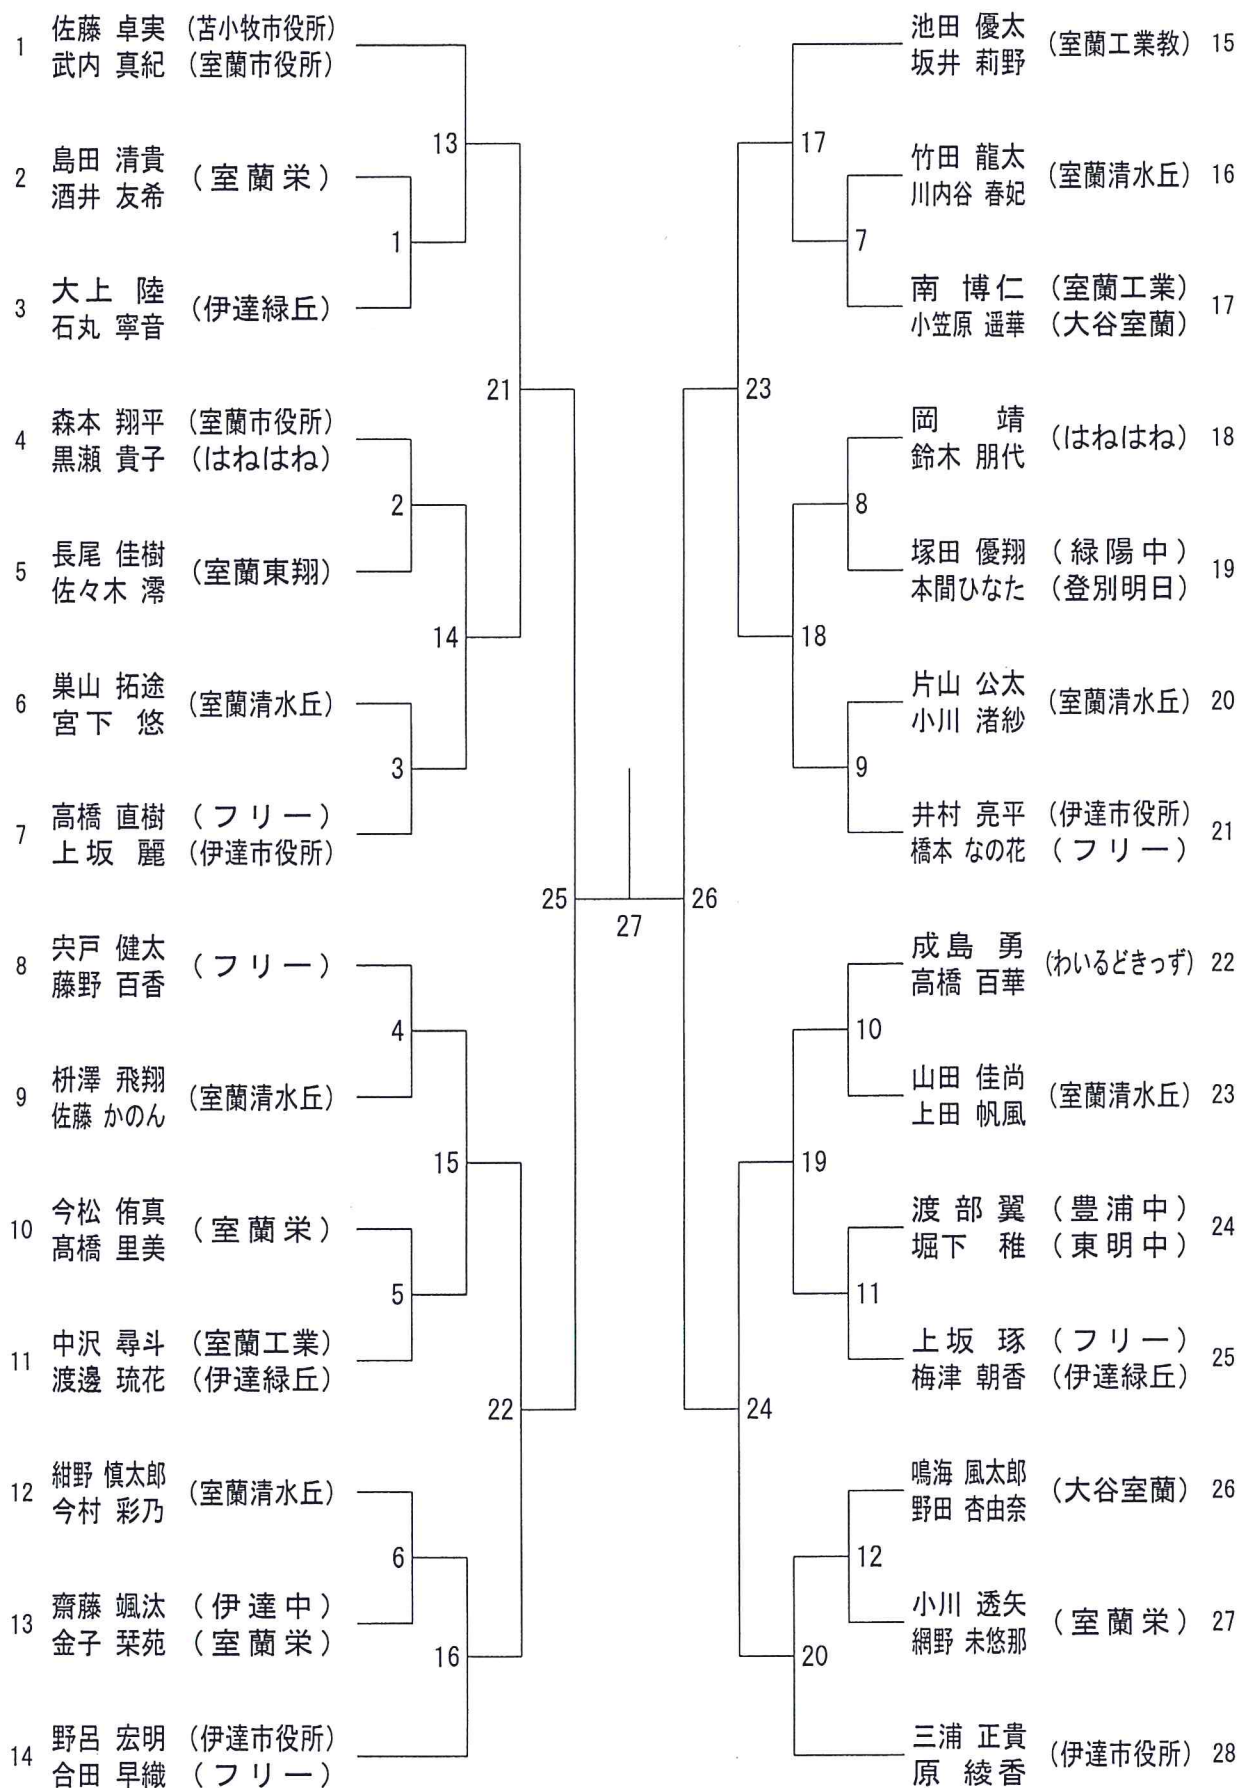 1
佐藤 卓実 (苫小牧市役所)
武内 真紀 (室蘭市役所)
2
島田 清貴
酒井 友希
(室蘭栄)
3
大上 陸
石丸 寧音
(伊達緑丘)
4
森本 翔平 (室蘭市役所)
黒瀬 貴子 (はねはね)
5
長尾 佳樹
佐々木 澪
(室蘭東翔)
6
巣山 拓途
宮下 悠
(室蘭清水丘)
7
高橋 直樹 (フリー)
上坂 麗 (伊達市役所)
8
宍戸 健太
藤野 百香
(フリー)
9
枡澤 飛翔
佐藤 かのん
(室蘭清水丘)
10
今松 侑真
髙橋 里美
(室蘭栄)
11
中沢 尋斗 (室蘭工業)
渡邊 琉花 (伊達緑丘)
12
紺野 慎太郎
今村 彩乃
(室蘭清水丘)
13
齋藤 颯汰 (伊達中)
金子 栞苑 (室蘭栄)
14
野呂 宏明 (伊達市役所)
合田 早織 (フリー)
1
2
3
4
5
6
13
14
15
16
21
22
25
27
26
23
24
17
18
19
20
7
8
9
10
11
12
池田 優太
坂井 莉野
(室蘭工業教) 15
竹田 龍太
川内谷 春妃
(室蘭清水丘) 16
南 博仁 (室蘭工業)
小笠原 遥華 (大谷室蘭)
17
岡 靖
鈴木 朋代
(はねはね) 18
塚田 優翔 (緑陽中)
本間ひなた (登別明日)
19
片山 公太
小川 渚紗
(室蘭清水丘) 20
井村 亮平 (伊達市役所)
橋本 なの花 (フリー)
21
成島 勇
高橋 百華
(わいるどきっず) 22
山田 佳尚
上田 帆風
(室蘭清水丘) 23
渡部 翼 (豊浦中)
堀下 稚 (東明中)
24
上坂 琢 (フリー)
梅津 朝香 (伊達緑丘)
25
鳴海 風太郎
野田 杏由奈
(大谷室蘭) 26
小川 透矢
網野 未悠那
(室蘭栄) 27
三浦 正貴
原 綾香
(伊達市役所) 28